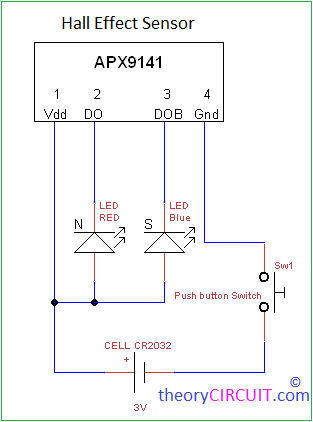 Hall Effect Sensor
APX9141
1 2 3 4
Vdd DO DOB Gnd
LED
RED
N
LED
Blue
S
Sw1
Push button Switch
CELL CR2032
+
3V
©
theoryCIRCUIT.com